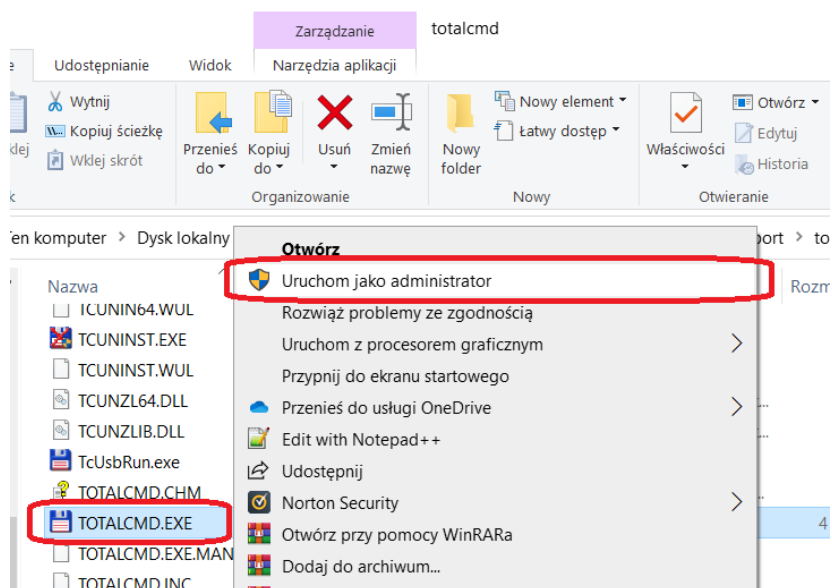 Zarządzanie
totalcmd
Udostępnianie
Widok
Narzędzia aplikacji
Wytnij
Kopiuj ścieżkę
Wklej skrót
Przenieś
do
Kopiuj
do
Usuń
Zmień
nazwę
Organizowanie
Nowy
folder
Nowy element
Łatwy dostęp
Nowy
Właściwości
Otwórz
Edytuj
Historia
Otwieranie
komputer > Dysk lokalny
Nazwa
TCUNIN64.WUL
TCUNINST.EXE
TCUNINST.WUL
TCUNZL64.DLL
TCUNZLIB.DLL
TcUsbRun.exe
TOTALCMD.CHM
TOTALCMD.EXE
TOTALCMD.EXE.MAN
TOTALCMD.INC
Otwórz
Uruchom jako administrator
Rozwiąż problemy ze zgodnością
Uruchom z procesorem graficznym
Przypnij do ekranu startowego
Przenieś do usługi OneDrive
Edit with Notepad++
Udostępnij
Norton Security
Otwórz przy pomocy WinRARa
Dodaj do archiwum...
4